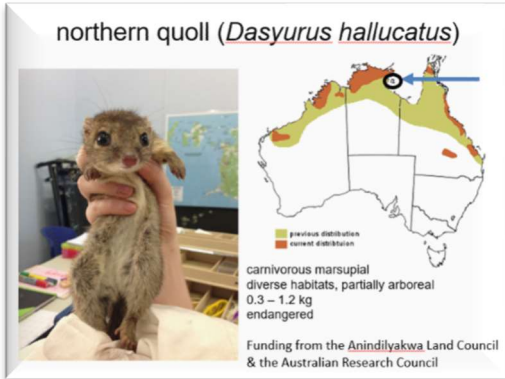 northern quoll (Dasyurus hallucatus)
previous distribution
current distribtuion
carnivorous marsupial
diverse habitats, partially arboreal
0.3 – 1.2 kg
endangered
Funding from the Anindilyakwa Land Council
& the Australian Research Council